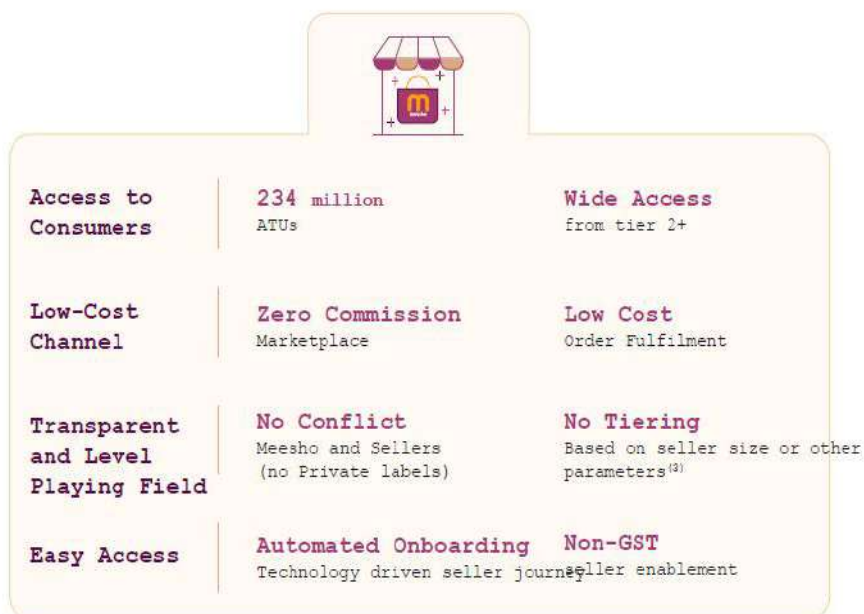 m
Access to
Consumers
234 million
ATUs
Wide Access
from tier 2+
Low-Cost
Channel
Zero Commission
Marketplace
Low Cost
Order Fulfilment
Transparent
and Level
Playing Field
No Conflict
Meesho and Sellers
(no Private labels)
No Tiering
Based on seller size or other
parameters⁽³⁾
Easy Access
Automated Onboarding
Technology driven seller journey
Non-GST
seller enablement